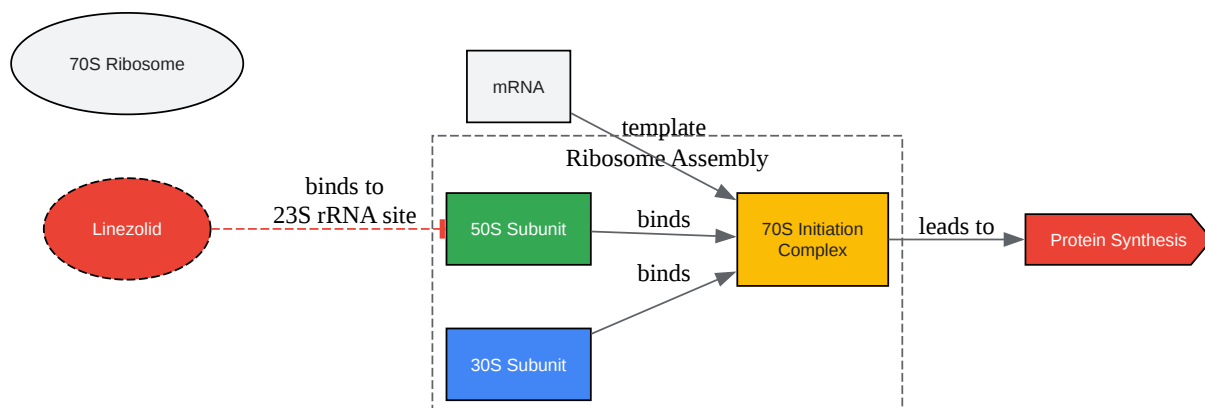 70S Ribosome
mRNA
template
Ribosome Assembly
binds to
23S rRNA site
Linezolid
50S Subunit
binds
70S Initiation
Complex
leads to
Protein Synthesis
binds
30S Subunit